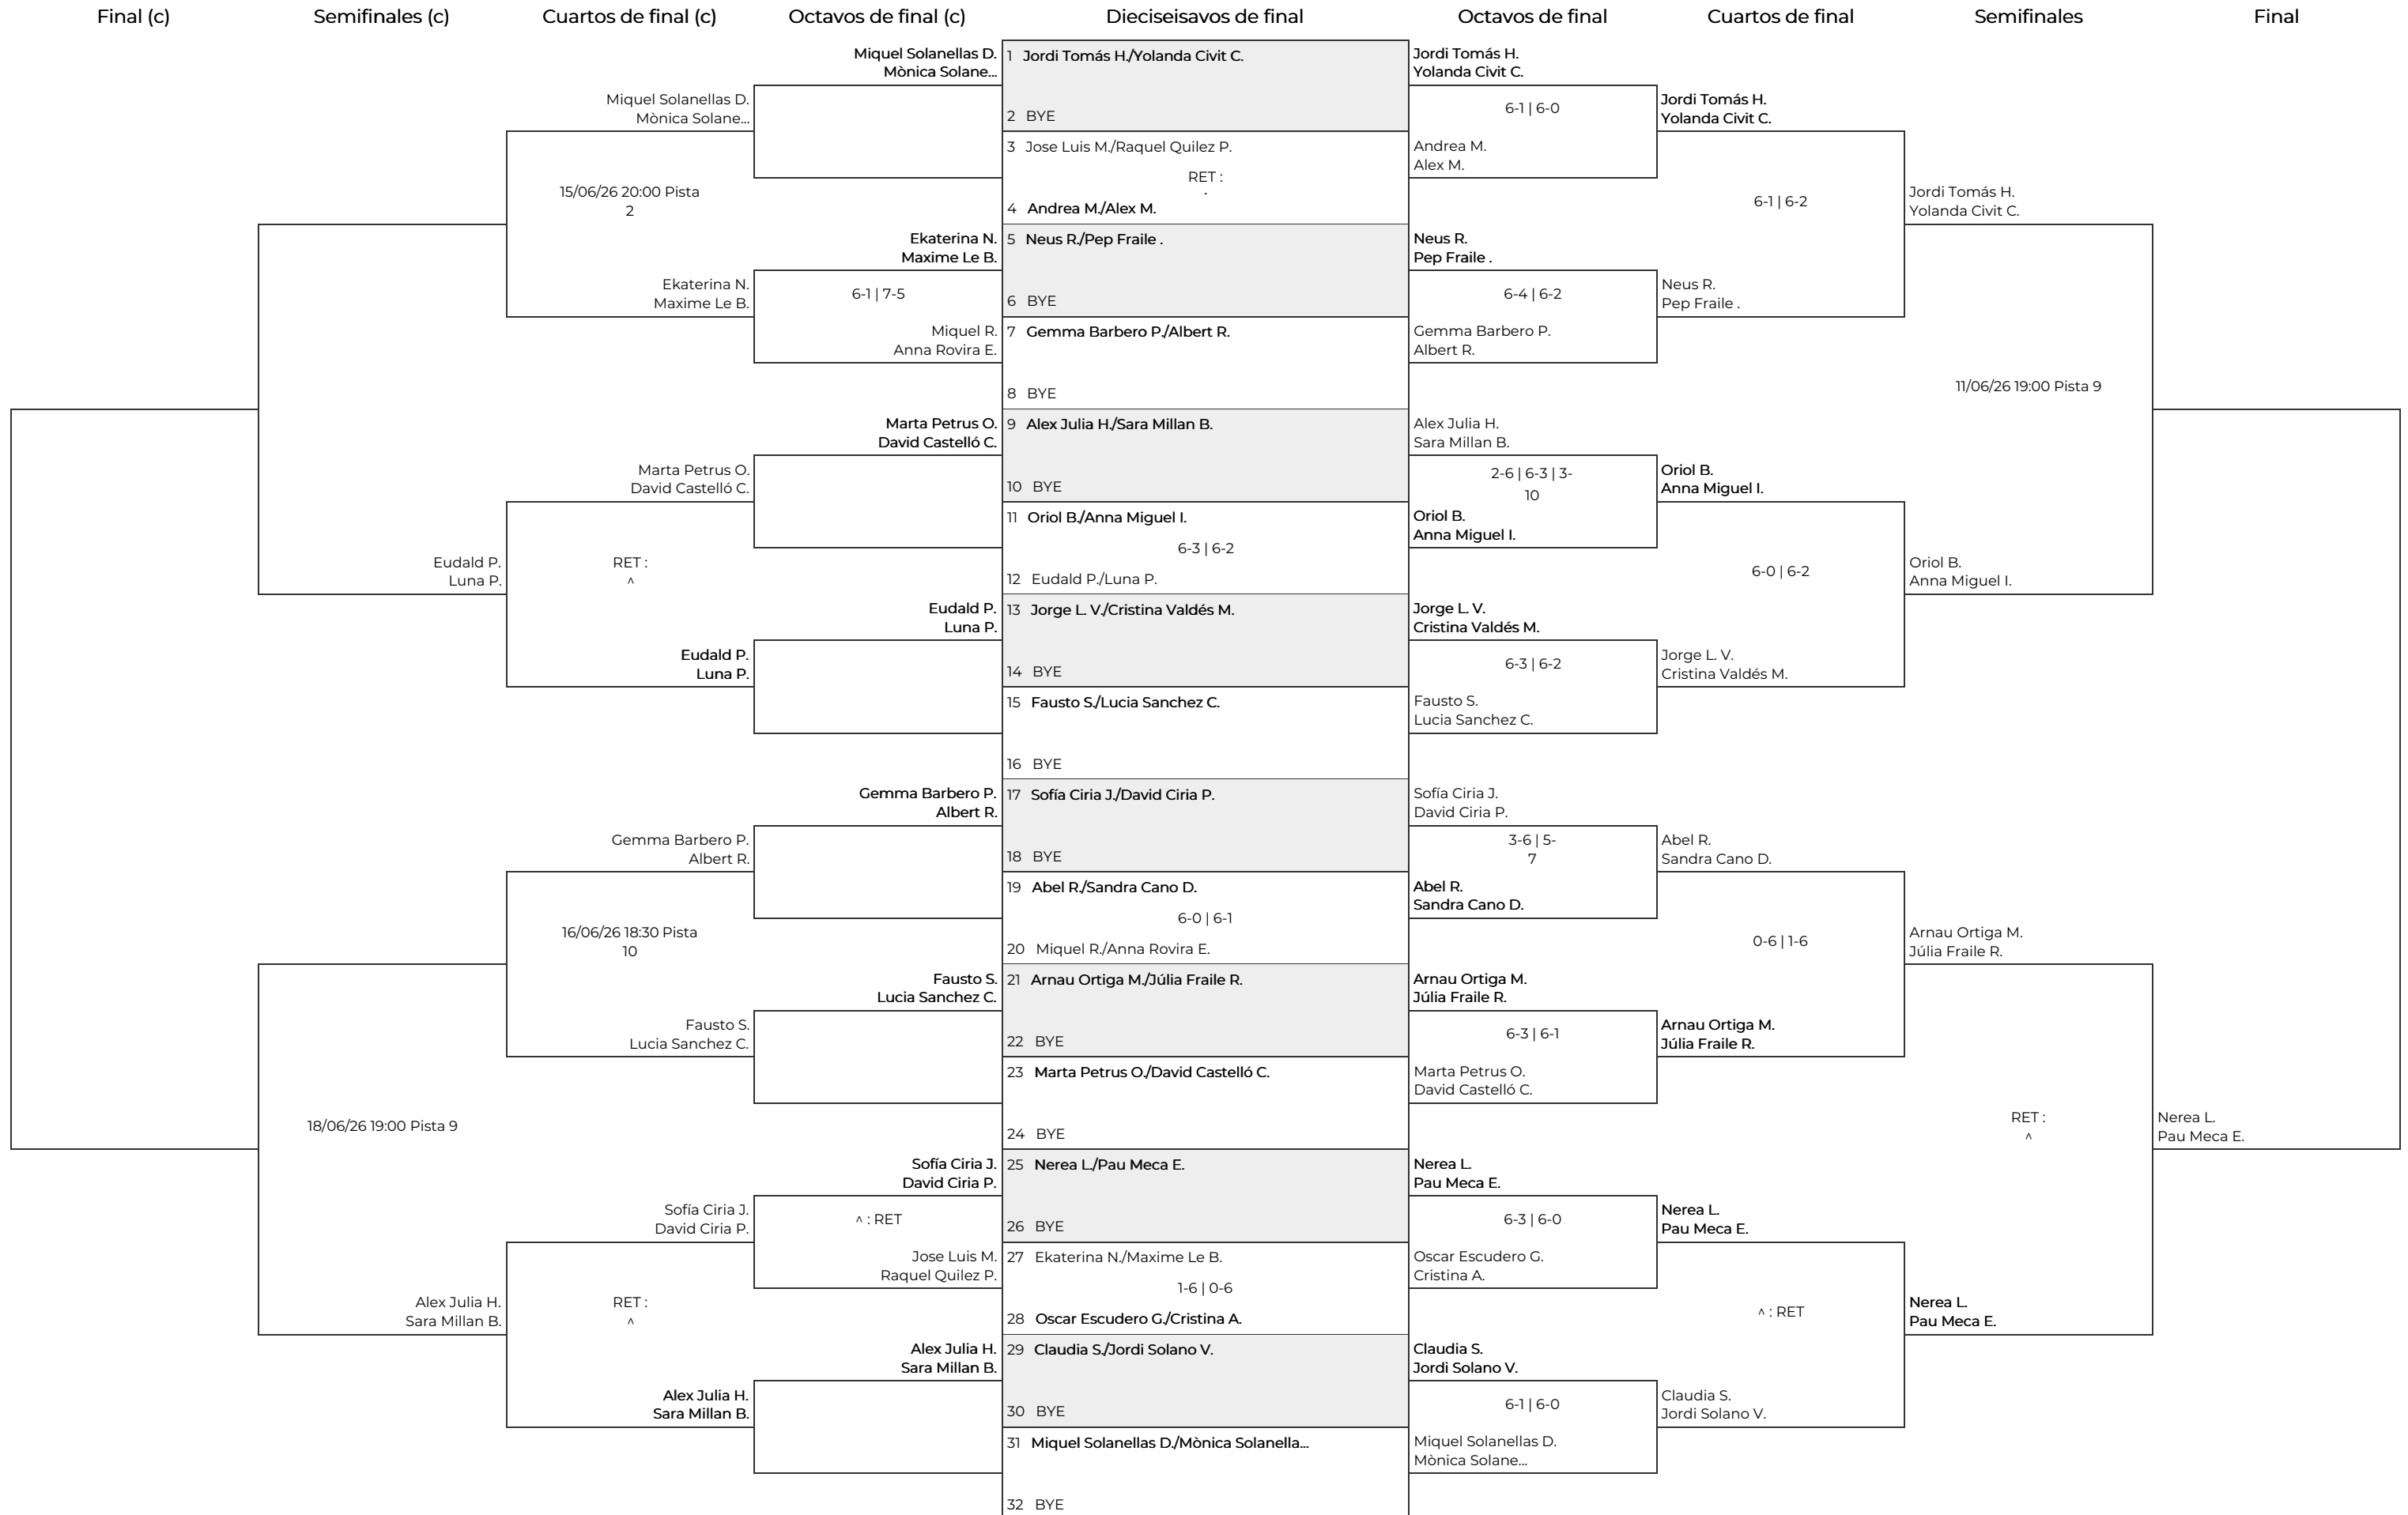 Final (c)
Semifinales (c)
Cuartos de final (c)
Octavos de final (c)
Dieciseisavos de final
Octavos de final
Cuartos de final
Semifinales
Final
15/06/26 20:00 Pista
2
RET :
^
16/06/26 18:30 Pista
10
18/06/26 19:00 Pista 9
Eudald P.
Luna P.
Alex Julia H.
Sara Millan B.
RET :
^
Miquel Solanellas D.
Mònica Solane...
Ekaterina N.
Maxime Le B.
Marta Petrus O.
David Castelló C.
Eudald P.
Luna P.
Gemma Barbero P.
Albert R.
Fausto S.
Lucia Sanchez C.
Sofía Ciria J.
David Ciria P.
Alex Julia H.
Sara Millan B.
Miquel Solanellas D.
Mònica Solane...
Ekaterina N.
Maxime Le B.
6-1 | 7-5
Miquel R.
Anna Rovira E.
Marta Petrus O.
David Castelló C.
Eudald P.
Luna P.
Gemma Barbero P.
Albert R.
Fausto S.
Lucia Sanchez C.
Sofía Ciria J.
David Ciria P.
^ : RET
Jose Luis M.
Raquel Quilez P.
Alex Julia H.
Sara Millan B.
1 Jordi Tomás H./Yolanda Civit C.
2 BYE
3 Jose Luis M./Raquel Quilez P.
RET :
.
4 Andrea M./Alex M.
5 Neus R./Pep Fraile .
6 BYE
7 Gemma Barbero P./Albert R.
8 BYE
9 Alex Julia H./Sara Millan B.
10 BYE
11 Oriol B./Anna Miguel I.
6-3 | 6-2
12 Eudald P./Luna P.
13 Jorge L. V./Cristina Valdés M.
14 BYE
15 Fausto S./Lucia Sanchez C.
16 BYE
17 Sofía Ciria J./David Ciria P.
18 BYE
19 Abel R./Sandra Cano D.
6-0 | 6-1
20 Miquel R./Anna Rovira E.
21 Arnau Ortiga M./Júlia Fraile R.
22 BYE
23 Marta Petrus O./David Castelló C.
24 BYE
25 Nerea L./Pau Meca E.
26 BYE
27 Ekaterina N./Maxime Le B.
1-6 | 0-6
28 Oscar Escudero G./Cristina A.
29 Claudia S./Jordi Solano V.
30 BYE
31 Miquel Solanellas D./Mònica Solanella...
32 BYE
Jordi Tomás H.
Yolanda Civit C.
6-1 | 6-0
Andrea M.
Alex M.
Neus R.
Pep Fraile .
6-4 | 6-2
Gemma Barbero P.
Albert R.
Alex Julia H.
Sara Millan B.
2-6 | 6-3 | 3-
10
Oriol B.
Anna Miguel I.
Jorge L. V.
Cristina Valdés M.
6-3 | 6-2
Fausto S.
Lucia Sanchez C.
Sofía Ciria J.
David Ciria P.
3-6 | 5-
7
Abel R.
Sandra Cano D.
Arnau Ortiga M.
Júlia Fraile R.
6-3 | 6-1
Marta Petrus O.
David Castelló C.
Nerea L.
Pau Meca E.
6-3 | 6-0
Oscar Escudero G.
Cristina A.
Claudia S.
Jordi Solano V.
6-1 | 6-0
Miquel Solanellas D.
Mònica Solane...
Jordi Tomás H.
Yolanda Civit C.
6-1 | 6-2
Neus R.
Pep Fraile .
Oriol B.
Anna Miguel I.
6-0 | 6-2
Jorge L. V.
Cristina Valdés M.
Abel R.
Sandra Cano D.
0-6 | 1-6
Arnau Ortiga M.
Júlia Fraile R.
Nerea L.
Pau Meca E.
^ : RET
Claudia S.
Jordi Solano V.
Jordi Tomás H.
Yolanda Civit C.
11/06/26 19:00 Pista 9
Oriol B.
Anna Miguel I.
Arnau Ortiga M.
Júlia Fraile R.
RET :
^
Nerea L.
Pau Meca E.
Nerea L.
Pau Meca E.